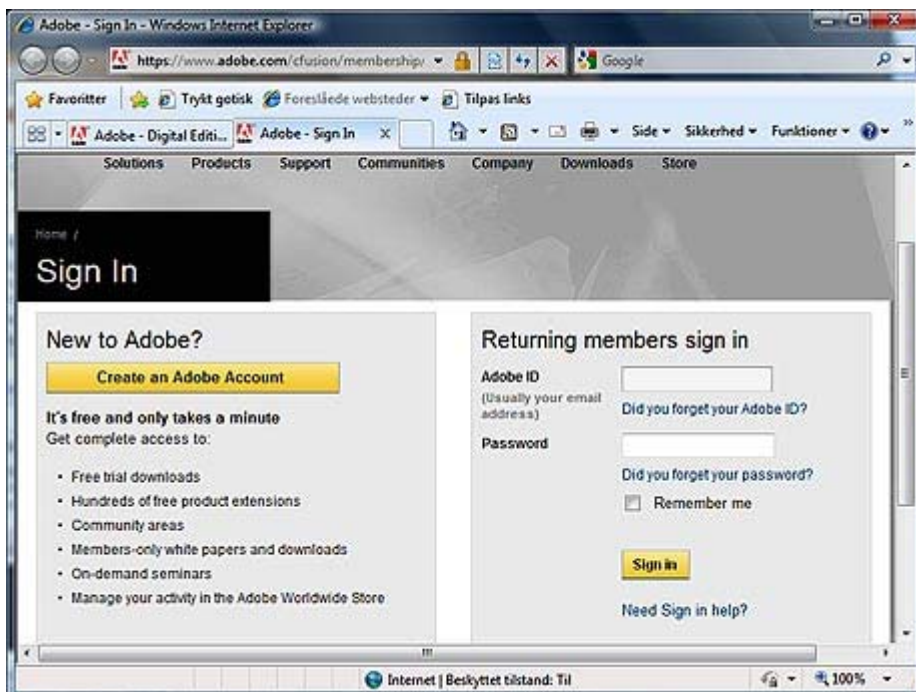 Adobe - Sign In - Windows Internet Explorer
https://www.adobe.com/cfusion/membership/ Google
Favoritter Trykt gotisk Foreslåede websteder Tilpas links
Adobe - Digital Editi... Adobe - Sign In Side Sikkerhed Funktioner
Solutions Products Support Communities Company Downloads Store
Home /
Sign In
New to Adobe?
Create an Adobe Account
It's free and only takes a minute
Get complete access to:
• Free trial downloads
• Hundreds of free product extensions
• Community areas
• Members-only white papers and downloads
• On-demand seminars
• Manage your activity in the Adobe Worldwide Store
Returning members sign in
Adobe ID
(Usually your email
address)
Did you forget your Adobe ID?
Password
Did you forget your password?
Remember me
Sign in
Need Sign in help?
Internet | Beskyttet tilstand: Til 100%